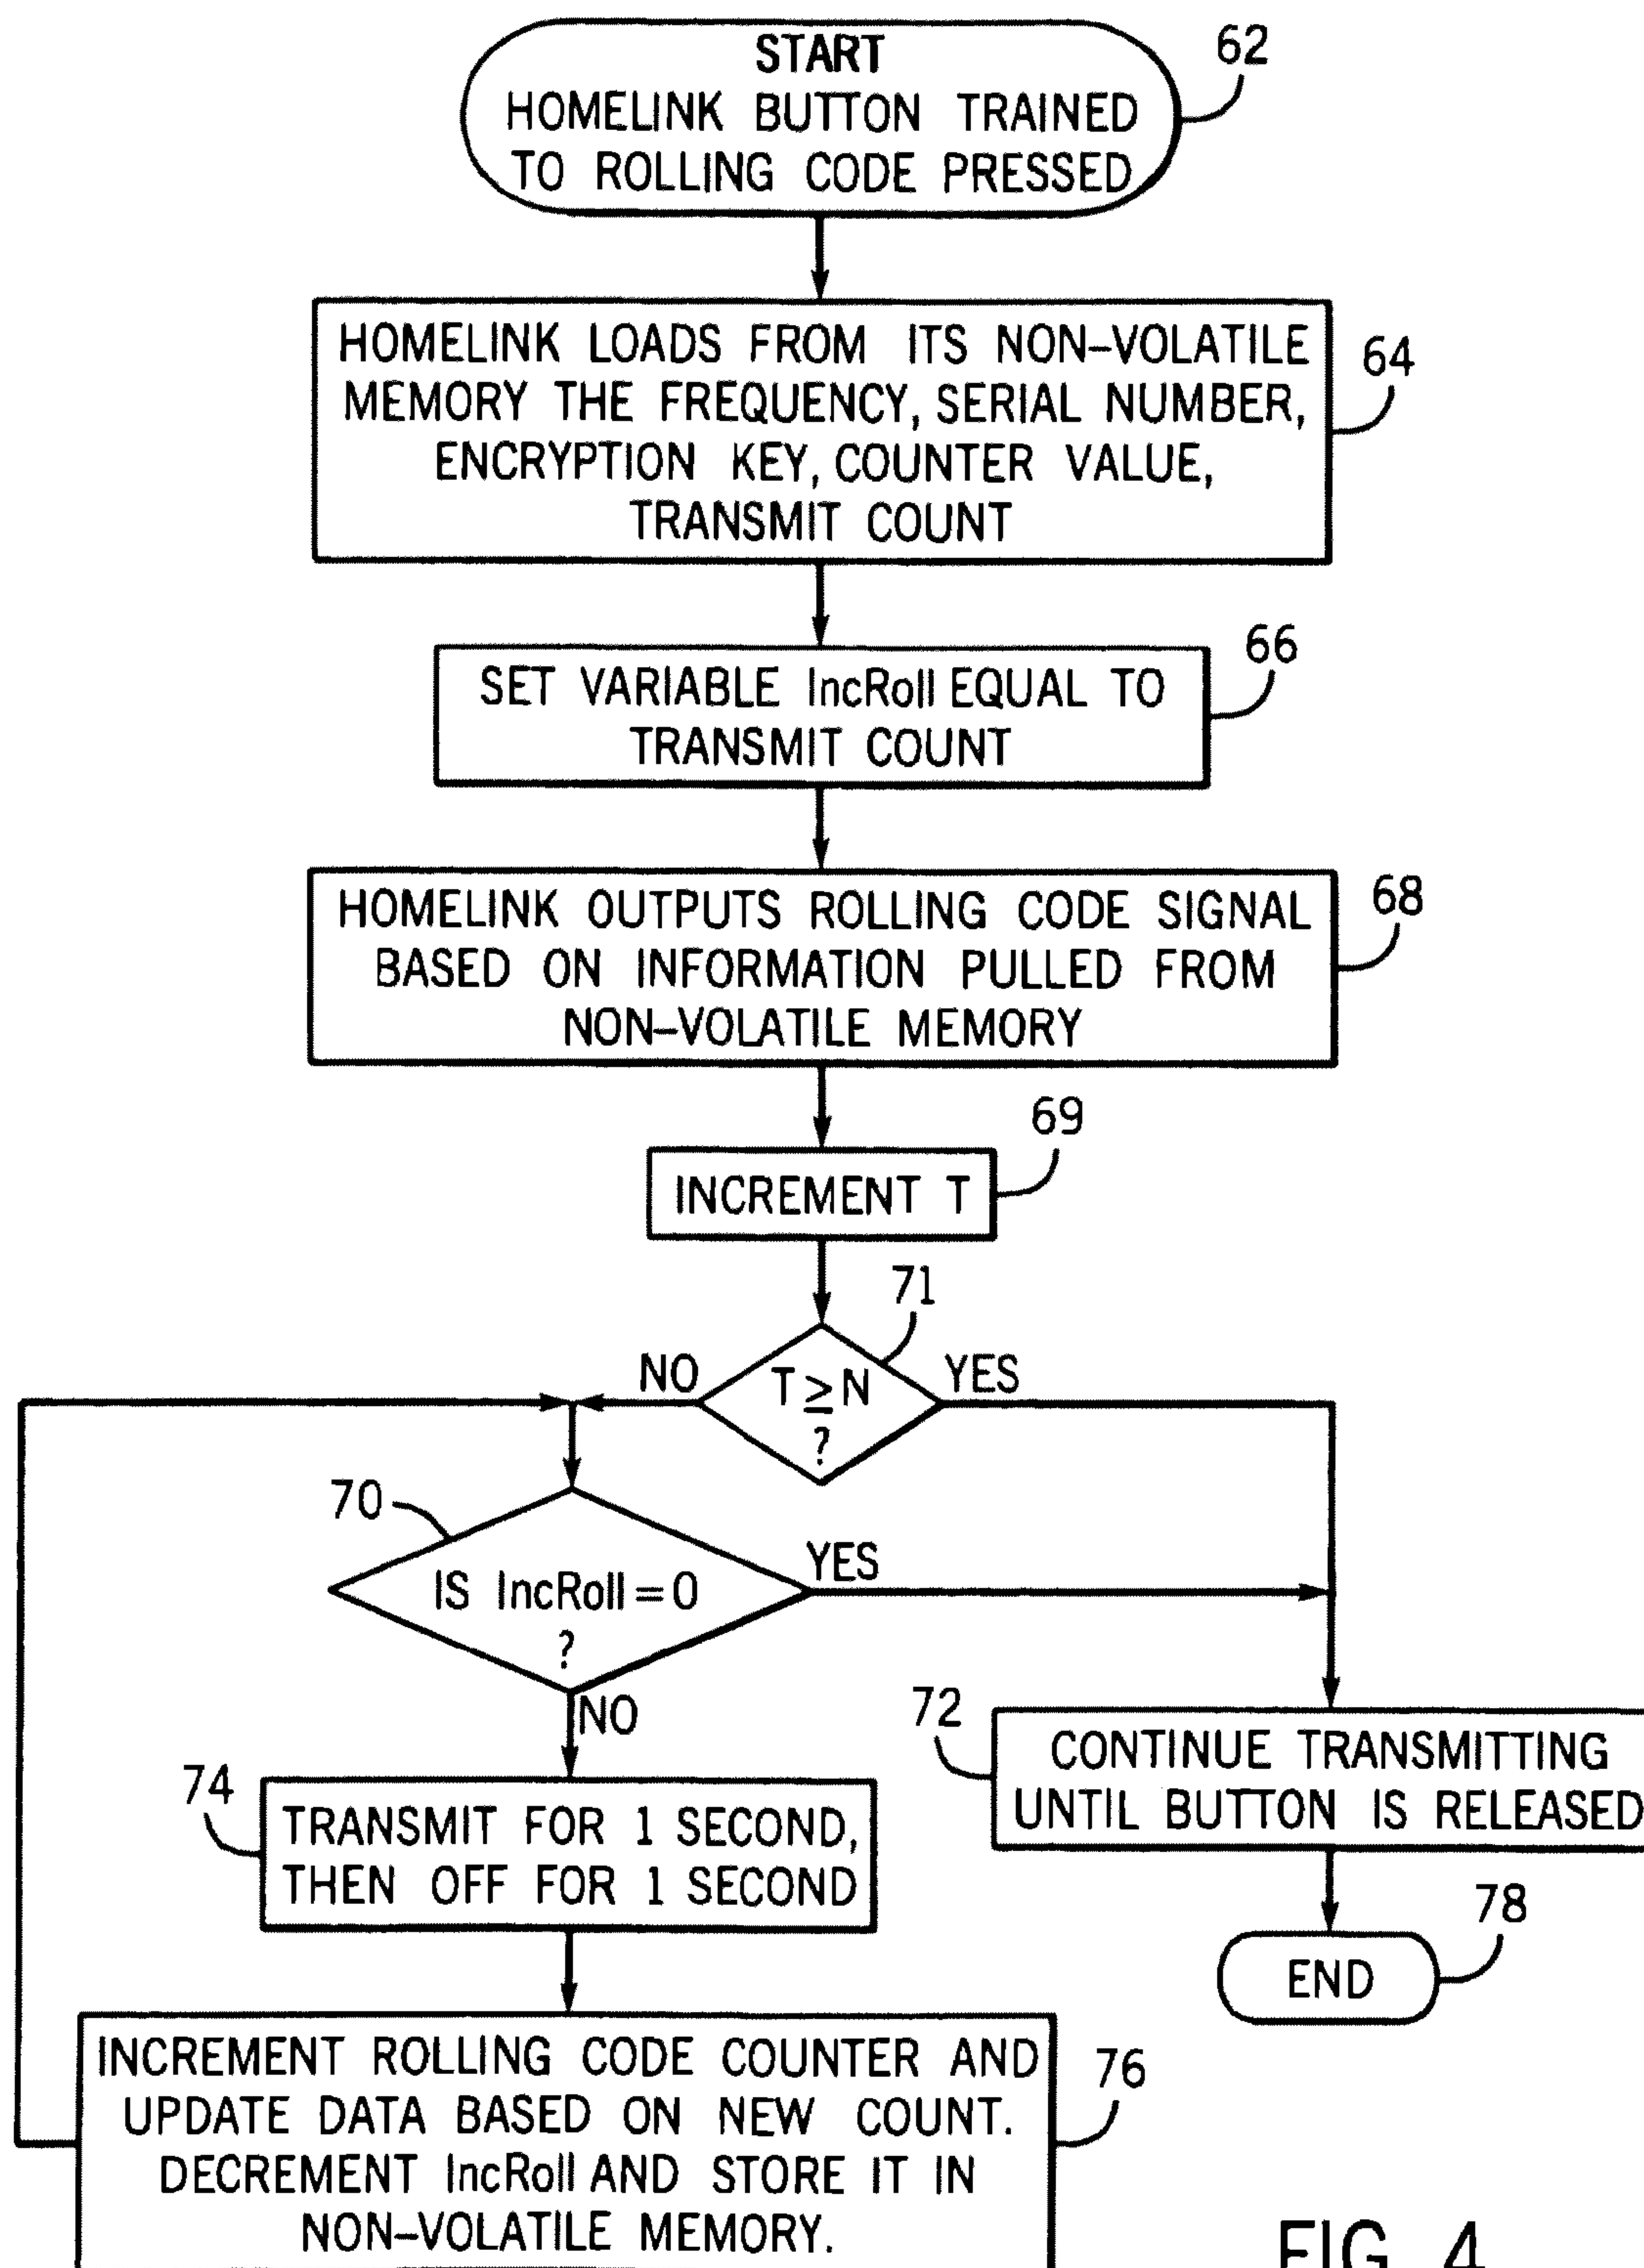 START
HOMELINK BUTTON TRAINED
TO ROLLING CODE PRESSED
62
HOMELINK LOADS FROM ITS NON-VOLATILE
MEMORY THE FREQUENCY, SERIAL NUMBER,
ENCRYPTION KEY, COUNTER VALUE,
TRANSMIT COUNT
64
SET VARIABLE IncRoll EQUAL TO
TRANSMIT COUNT
66
HOMELINK OUTPUTS ROLLING CODE SIGNAL
BASED ON INFORMATION PULLED FROM
NON-VOLATILE MEMORY
68
INCREMENT T
69
71
NO
T ≥ N
?
YES
70
IS IncRoll = 0
?
YES
NO
72
CONTINUE TRANSMITTING
UNTIL BUTTON IS RELEASED
74
TRANSMIT FOR 1 SECOND,
THEN OFF FOR 1 SECOND
78
END
INCREMENT ROLLING CODE COUNTER AND
UPDATE DATA BASED ON NEW COUNT.
DECREMENT IncRoll AND STORE IT IN
NON-VOLATILE MEMORY.
76
FIG. 4